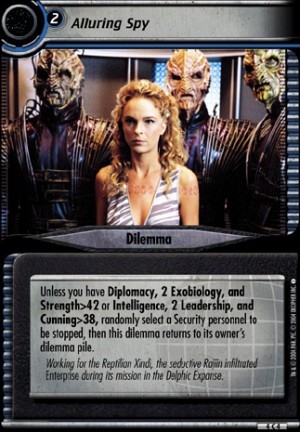 2 Alluring Spy
Dilemma
Unless you have Diplomacy, 2 Exobiology, and
Strength>42 or Intelligence, 2 Leadership, and
Cunning>38, randomly select a Security personnel to
be stopped, then this dilemma returns to its owner's
dilemma pile.
Working for the Reptilian Xindi, the seductive Rajiin infiltrated
Enterprise during its mission in the Delphic Expanse.